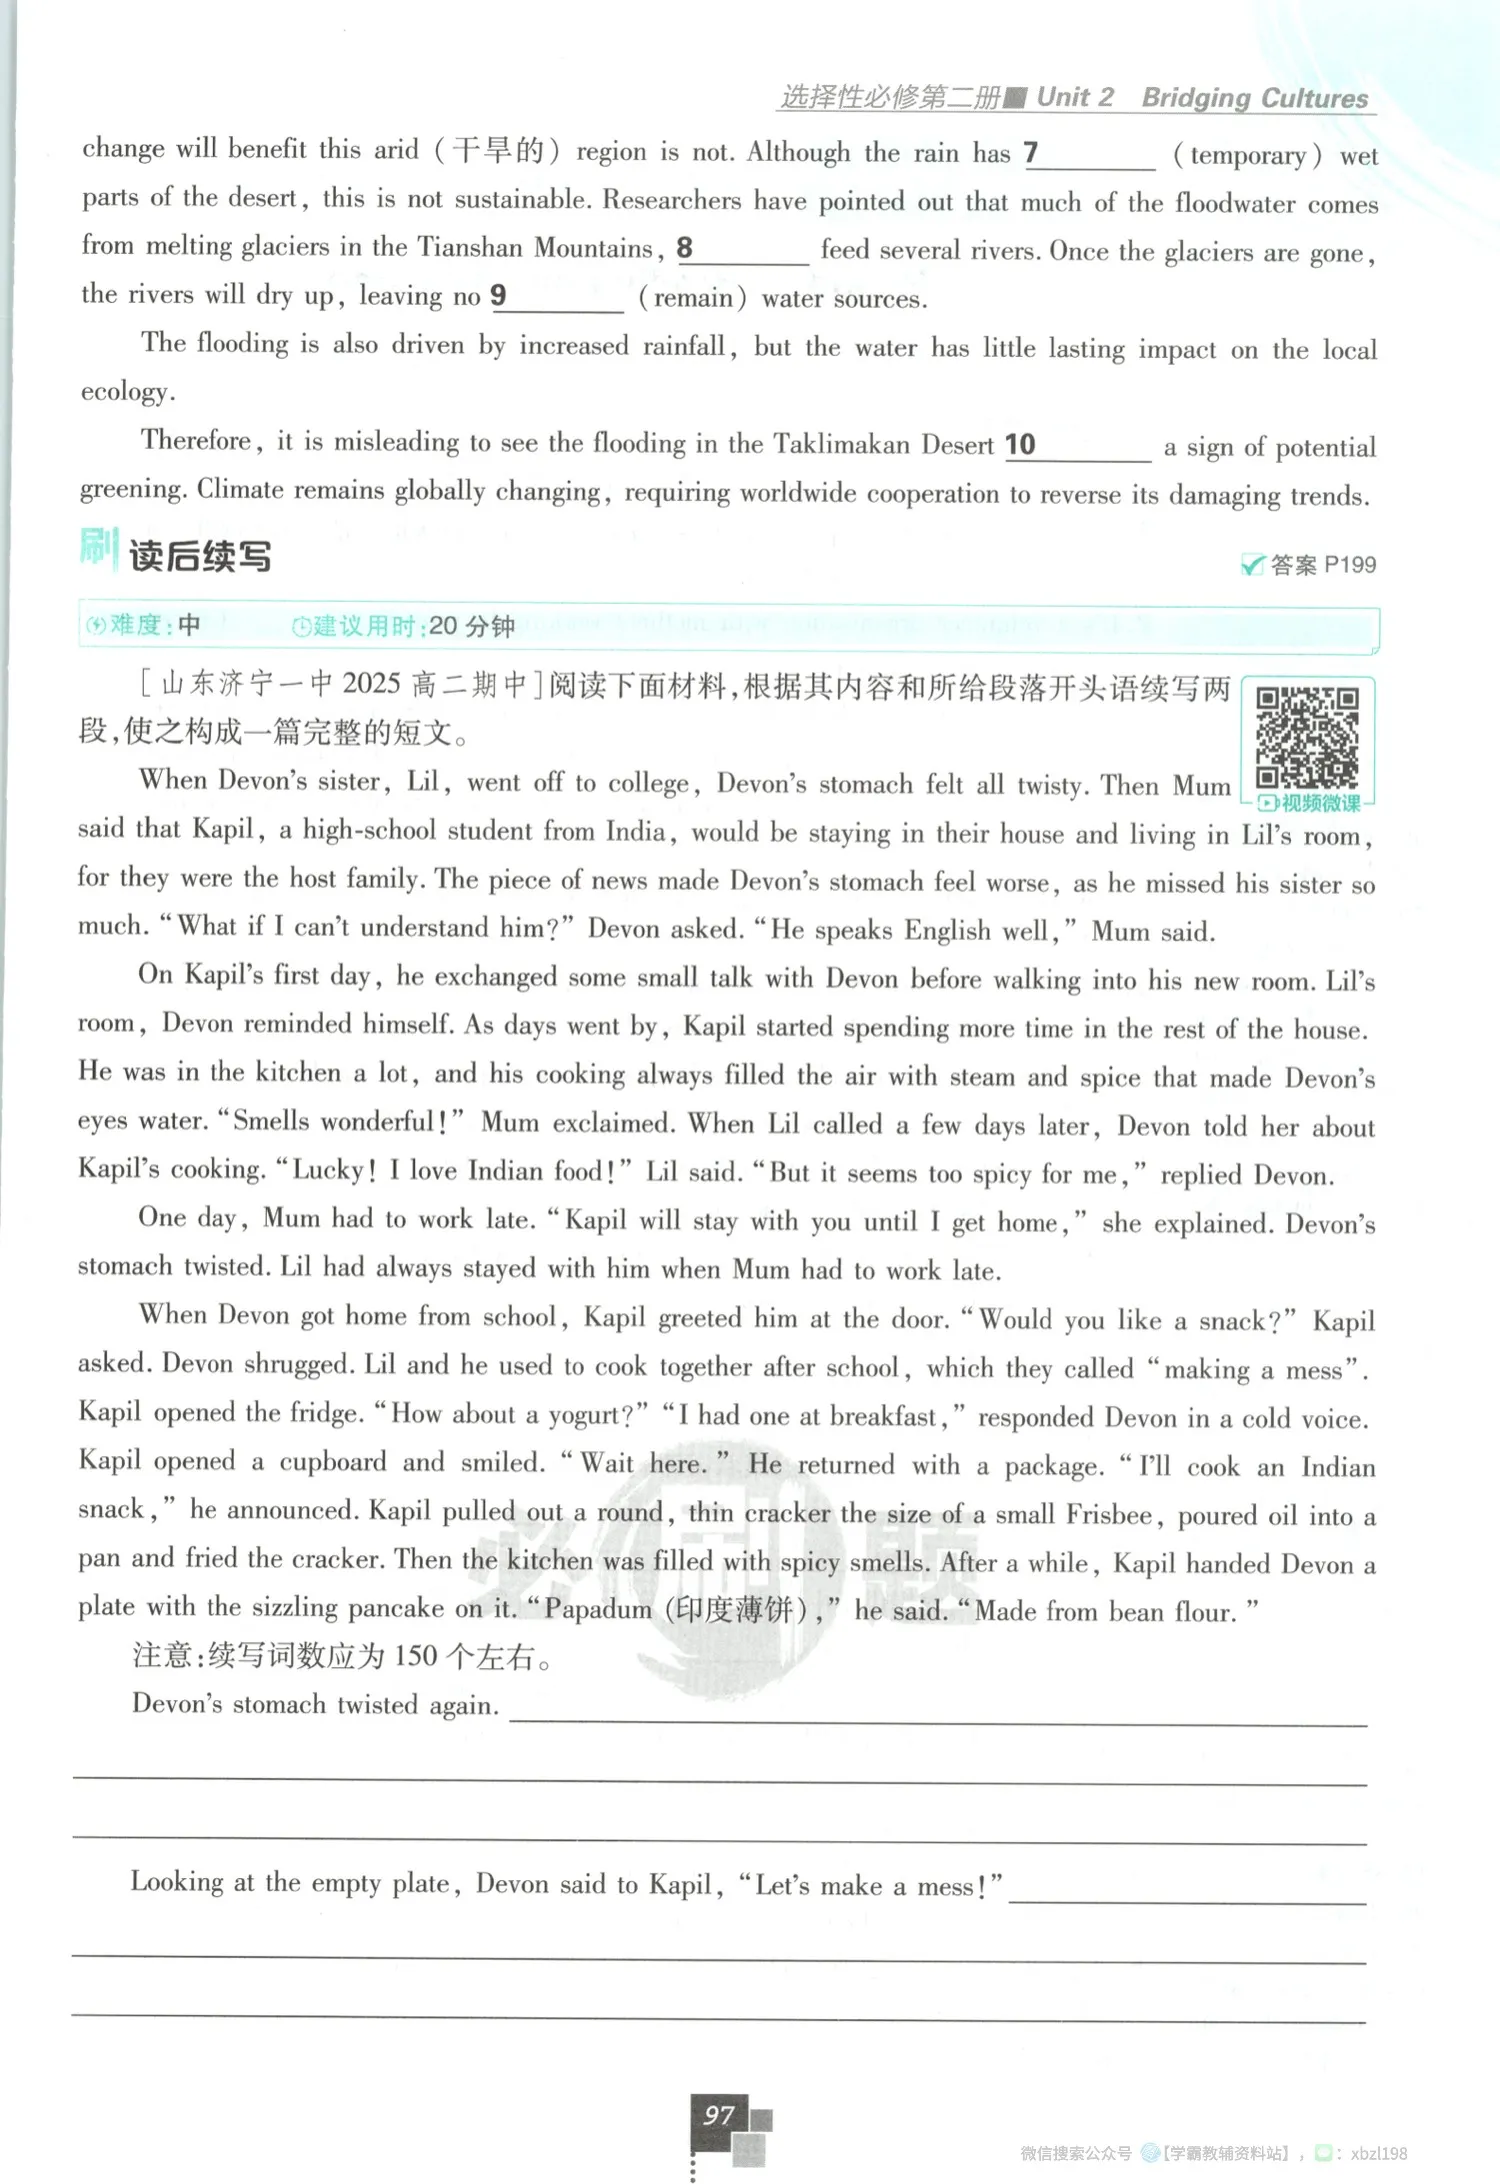 选择性必修第二册■ Unit 2 Bridging Cultures
change will benefit this arid (干旱的) region is not. Although the rain has 7________ (temporary) wet
parts of the desert, this is not sustainable. Researchers have pointed out that much of the floodwater comes
from melting glaciers in the Tianshan Mountains, 8________ feed several rivers. Once the glaciers are gone,
the rivers will dry up, leaving no 9________ (remain) water sources.
The flooding is also driven by increased rainfall, but the water has little lasting impact on the local
ecology.
Therefore, it is misleading to see the flooding in the Taklimakan Desert 10________ a sign of potential
greening. Climate remains globally changing, requiring worldwide cooperation to reverse its damaging trends.
刷 读后续写
答案 P199
难度:中 建议用时:20 分钟
[山东济宁一中 2025 高二期中]阅读下面材料,根据其内容和所给段落开头语续写两
段,使之构成一篇完整的短文。
视频微课
When Devon's sister, Lil, went off to college, Devon's stomach felt all twisty. Then Mum
said that Kapil, a high-school student from India, would be staying in their house and living in Lil's room,
for they were the host family. The piece of news made Devon's stomach feel worse, as he missed his sister so
much. “What if I can't understand him?” Devon asked. “He speaks English well,” Mum said.
On Kapil's first day, he exchanged some small talk with Devon before walking into his new room. Lil's
room, Devon reminded himself. As days went by, Kapil started spending more time in the rest of the house.
He was in the kitchen a lot, and his cooking always filled the air with steam and spice that made Devon's
eyes water. “Smells wonderful!” Mum exclaimed. When Lil called a few days later, Devon told her about
Kapil's cooking. “Lucky! I love Indian food!” Lil said. “But it seems too spicy for me,” replied Devon.
One day, Mum had to work late. “Kapil will stay with you until I get home,” she explained. Devon's
stomach twisted. Lil had always stayed with him when Mum had to work late.
When Devon got home from school, Kapil greeted him at the door. “Would you like a snack?” Kapil
asked. Devon shrugged. Lil and he used to cook together after school, which they called “making a mess”.
Kapil opened the fridge. “How about a yogurt?” “I had one at breakfast,” responded Devon in a cold voice.
Kapil opened a cupboard and smiled. “Wait here.” He returned with a package. “I'll cook an Indian
snack,” he announced. Kapil pulled out a round, thin cracker the size of a small Frisbee, poured oil into a
pan and fried the cracker. Then the kitchen was filled with spicy smells. After a while, Kapil handed Devon a
plate with the sizzling pancake on it. “Papadum (印度薄饼),” he said. “Made from bean flour.”
必刷题
注意:续写词数应为 150 个左右。
Devon's stomach twisted again. ________
Looking at the empty plate, Devon said to Kapil, “Let's make a mess!” ________
97
微信搜索公众号【学霸教辅资料站】, : xbzl198